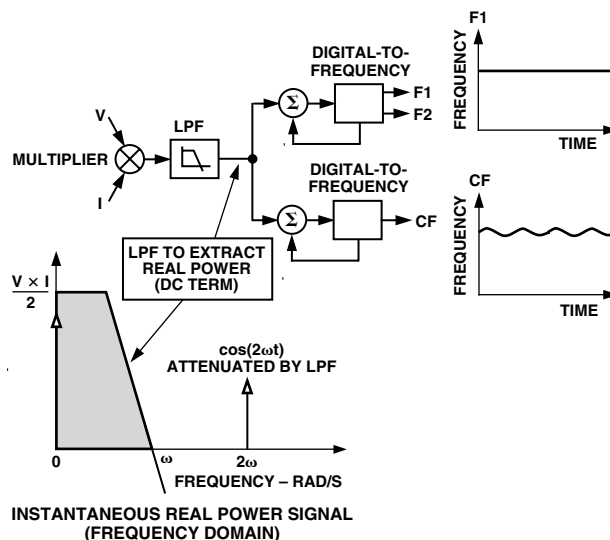 DIGITAL-TO-
FREQUENCY
F1
F2
V
LPF
MULTIPLIER
I
Σ
F1
FREQUENCY
TIME
DIGITAL-TO-
FREQUENCY
Σ
CF
CF
FREQUENCY
TIME
LPF TO EXTRACT
REAL POWER
(DC TERM)
V × I
2
cos(2ωt)
ATTENUATED BY LPF
0
ω
2ω
FREQUENCY – RAD/S
INSTANTANEOUS REAL POWER SIGNAL
(FREQUENCY DOMAIN)